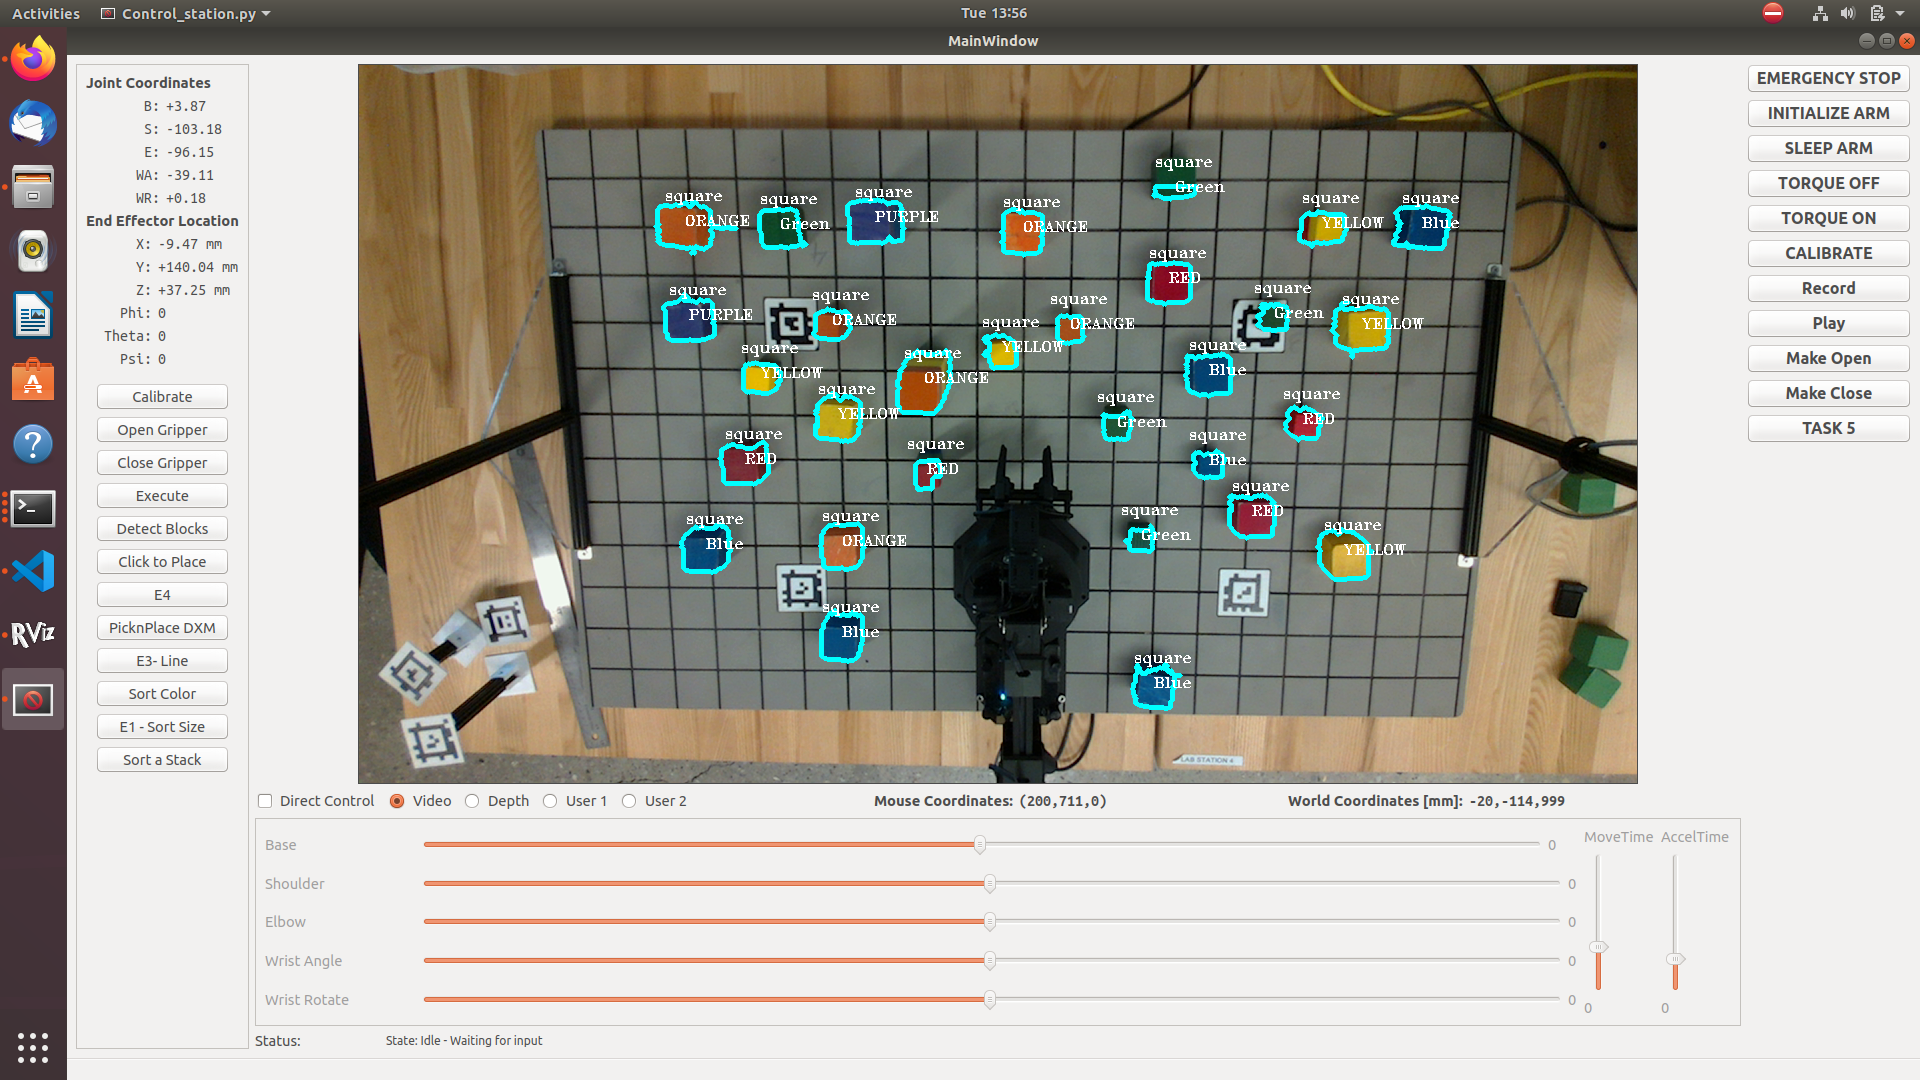 Activities
Control_station.py
Tue 13:56
MainWindow
Joint Coordinates
B: +3.87
S: -103.18
E: -96.15
WA: -39.11
WR: +0.18
End Effector Location
X: -9.47 mm
Y: +140.04 mm
Z: +37.25 mm
Phi: 0
Theta: 0
Psi: 0
Calibrate
Open Gripper
Close Gripper
Execute
Detect Blocks
Click to Place
E4
PicknPlace DXM
E3- Line
Sort Color
E1 - Sort Size
Sort a Stack
RViz
square
Green
square
ORANGE
square
Green
square
PURPLE
square
ORANGE
square
YELLOW
square
Blue
square
RED
square
PURPLE
square
ORANGE
square
ORANGE
square
Green
square
YELLOW
square
YELLOW
square
YELLOW
square
ORANGE
square
Blue
square
YELLOW
square
Green
square
RED
square
RED
square
RED
square
Blue
square
RED
square
Blue
square
ORANGE
square
Green
square
YELLOW
square
Blue
square
Blue
LAB STATION 4
EMERGENCY STOP
INITIALIZE ARM
SLEEP ARM
TORQUE OFF
TORQUE ON
CALIBRATE
Record
Play
Make Open
Make Close
TASK 5
Direct Control
Video
Depth
User 1
User 2
Mouse Coordinates: (200,711,0)
World Coordinates [mm]: -20,-114,999
Base
0
Shoulder
0
Elbow
0
Wrist Angle
0
Wrist Rotate
0
MoveTime
AccelTime
0
0
Status:
State: Idle - Waiting for input